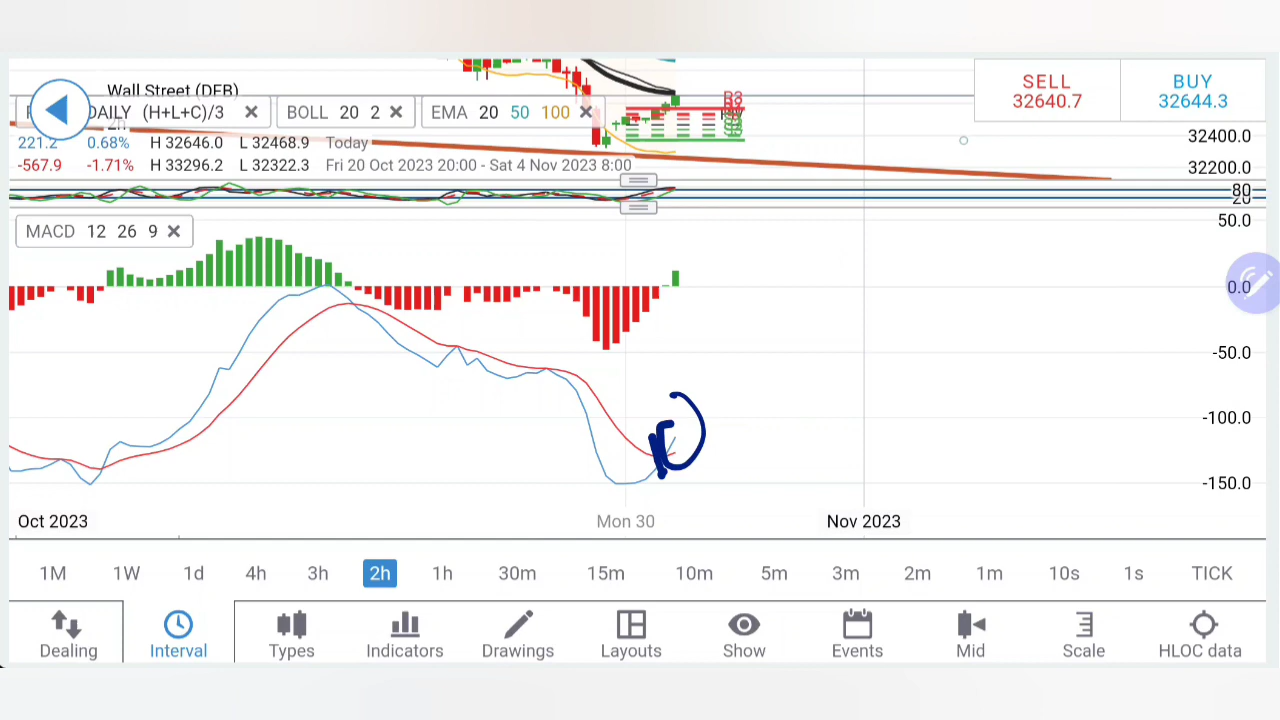 Wall Street (DFB)
SELL
32640.7
BUY
32644.3
DAILY (H+L+C)/3
BOLL 20 2
EMA 20 50 100
2h
221.2 0.68% H 32646.0 L 32468.9 Today
-567.9 -1.71% H 33296.2 L 32322.3 Fri 20 Oct 2023 20:00 - Sat 4 Nov 2023 8:00
32400.0
32200.0
80
20
MACD 12 26 9
50.0
0.0
-50.0
-100.0
-150.0
Oct 2023 Mon 30 Nov 2023
1M 1W 1d 4h 3h 2h 1h 30m 15m 10m 5m 3m 2m 1m 10s 1s TICK
Dealing Interval Types Indicators Drawings Layouts Show Events Mid Scale HLOC data